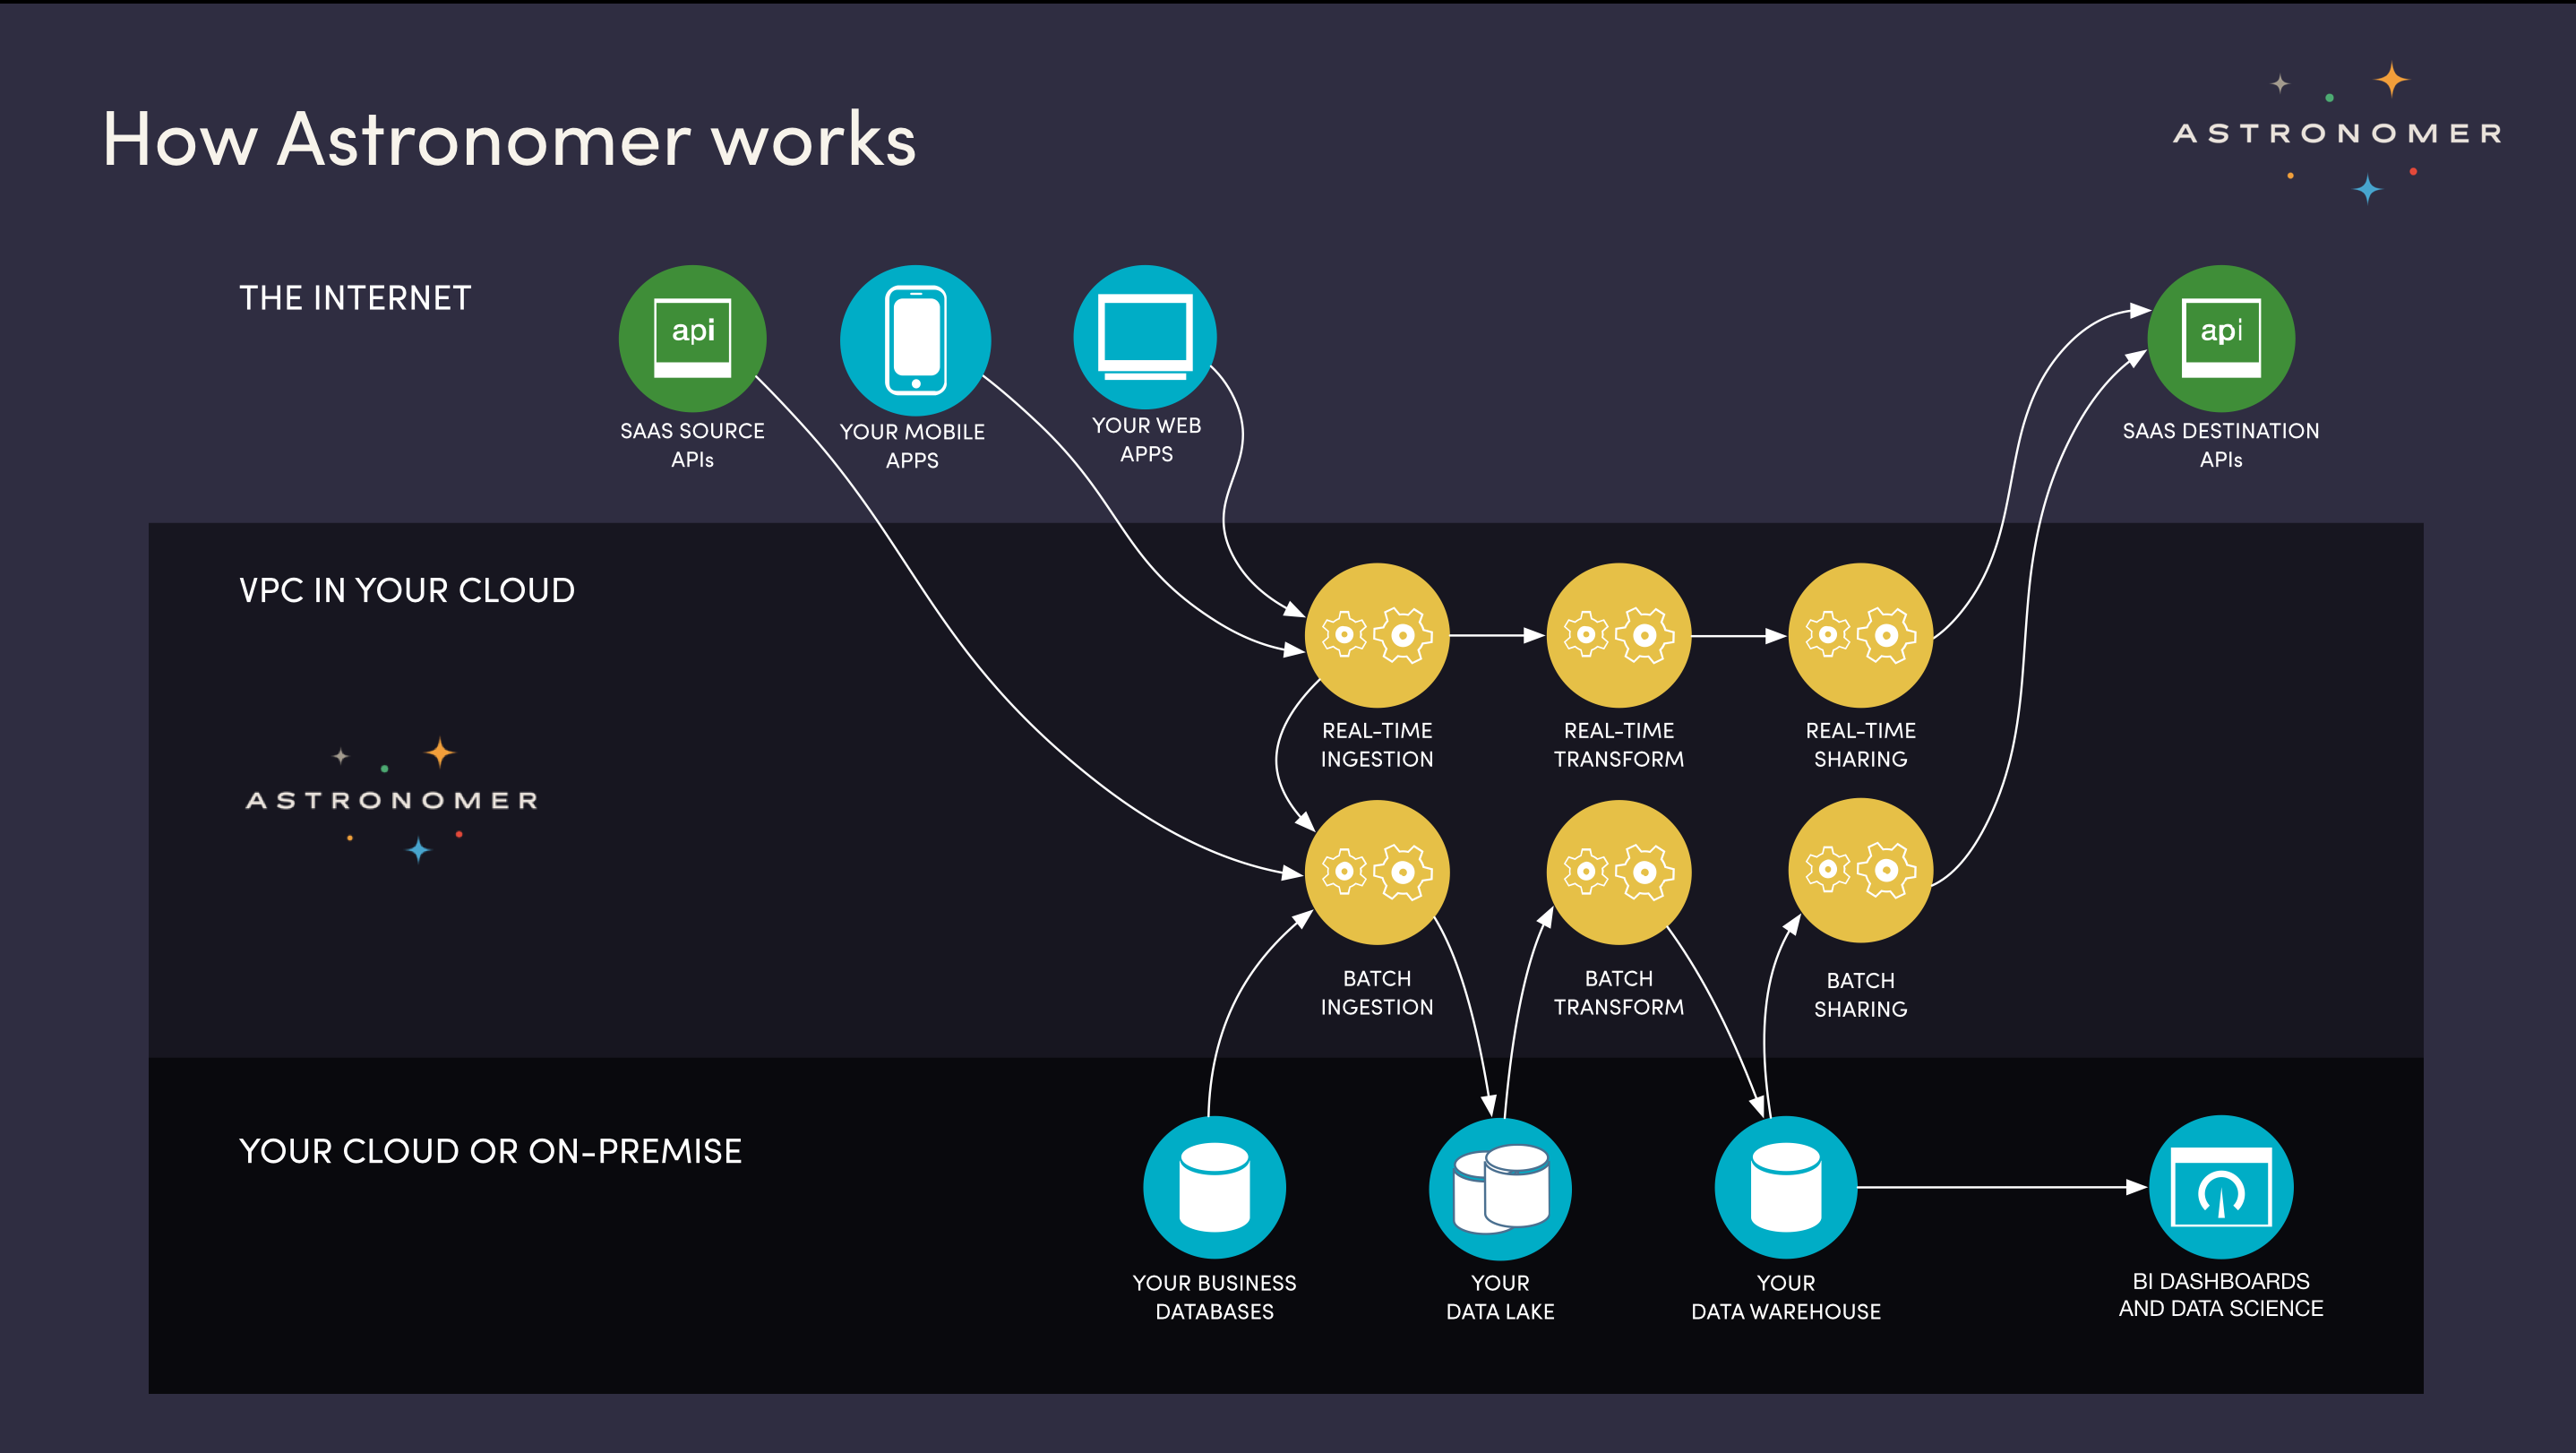 How Astronomer works
ASTRONOMER
THE INTERNET
api
SAAS SOURCE
APIs
YOUR MOBILE
APPS
YOUR WEB
APPS
api
SAAS DESTINATION
APIs
VPC IN YOUR CLOUD
ASTRONOMER
REAL-TIME
INGESTION
REAL-TIME
TRANSFORM
REAL-TIME
SHARING
BATCH
INGESTION
BATCH
TRANSFORM
BATCH
SHARING
YOUR CLOUD OR ON-PREMISE
YOUR BUSINESS
DATABASES
YOUR
DATA LAKE
YOUR
DATA WAREHOUSE
BI DASHBOARDS
AND DATA SCIENCE